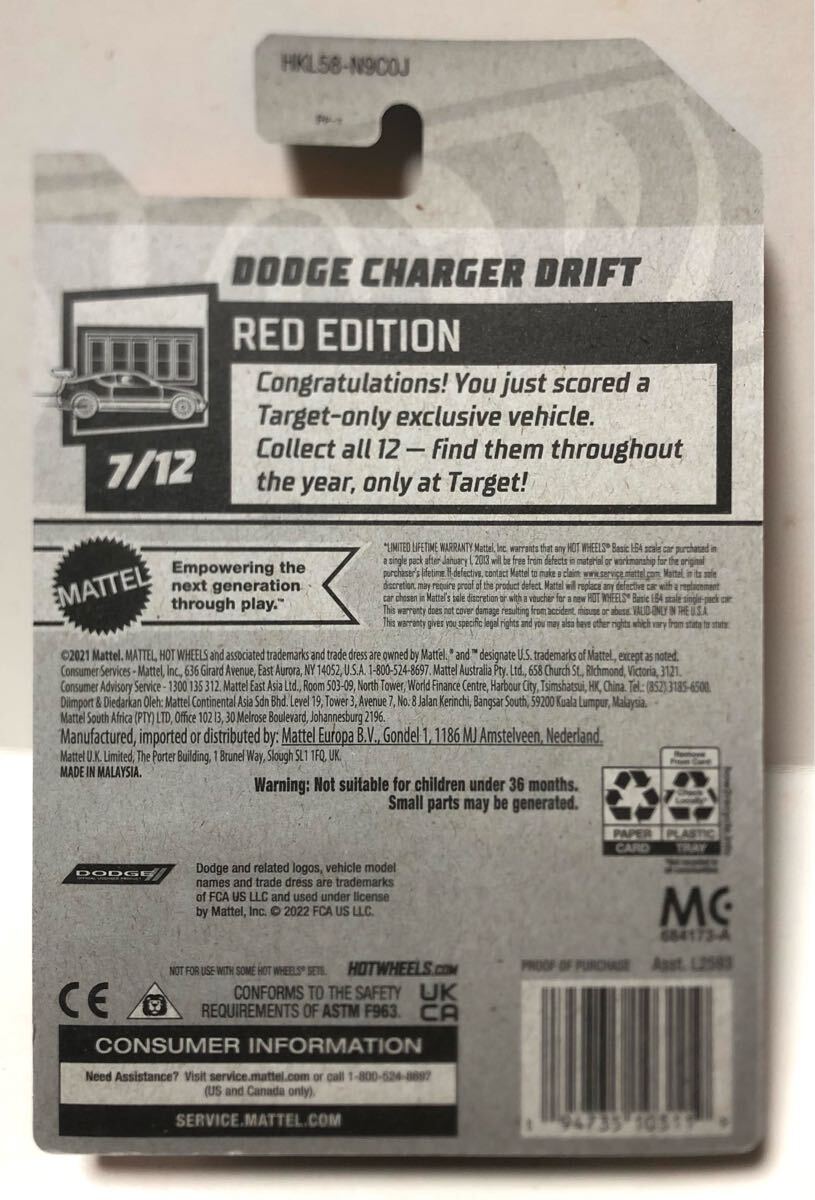 HKL58-N9C0J
DODGE CHARGER DRIFT
RED EDITION
Congratulations! You just scored a
Target-only exclusive vehicle.
Collect all 12 — find them throughout
the year, only at Target!
7/12
MATTEL
Empowering the
next generation
through play.™
*LIMITED LIFETIME WARRANTY Mattel, Inc. warrants that any HOT WHEELS® Basic 1:64 scale car purchased in
a single pack after January 1, 2013 will be free from defects in material or workmanship for the original
purchaser's lifetime. If defective, contact Mattel to make a claim: www.service.mattel.com. Mattel, in its sole
discretion, may require proof of the product defect. Mattel will replace any defective car with a replacement
car chosen in Mattel's sole discretion or with a voucher for a new HOT WHEELS® Basic 1:64 scale single-pack car.
This warranty does not cover damage resulting from accident, misuse or abuse. VALID ONLY IN THE U.S.A.
This warranty gives you specific legal rights and you may also have other rights which vary from state to state.
©2021 Mattel. MATTEL, HOT WHEELS and associated trademarks and trade dress are owned by Mattel. ® and ™ designate U.S. trademarks of Mattel, except as noted.
Consumer Services - Mattel, Inc., 636 Girard Avenue, East Aurora, NY 14052, U.S.A. 1-800-524-8697. Mattel Australia Pty. Ltd., 658 Church St., Richmond, Victoria, 3121.
Consumer Advisory Service - 1300 135 312. Mattel East Asia Ltd., Room 503-09, North Tower, World Finance Centre, Harbour City, Tsimshatsui, HK, China. Tel.: (852) 3185-6500.
Diimport & Diedarkan Oleh: Mattel Continental Asia Sdn Bhd. Level 19, Tower 3, Avenue 7, No. 8 Jalan Kerinchi, Bangsar South, 59200 Kuala Lumpur, Malaysia.
Mattel South Africa (PTY) LTD, Office 102 I3, 30 Melrose Boulevard, Johannesburg 2196.
Manufactured, imported or distributed by: Mattel Europa B.V., Gondel 1, 1186 MJ Amstelveen, Nederland.
Mattel U.K. Limited, The Porter Building, 1 Brunel Way, Slough SL1 1FQ, UK.
MADE IN MALAYSIA.
Warning: Not suitable for children under 36 months.
Small parts may be generated.
Remove
From Card
Check
Locally*
PAPER
CARD
PLASTIC
TRAY
*Not recycled in
all communities
DODGE
Dodge and related logos, vehicle model
names and trade dress are trademarks
of FCA US LLC and used under license
by Mattel, Inc. © 2022 FCA US LLC.
MC
684173-A
NOT FOR USE WITH SOME HOT WHEELS® SETS.
HOTWHEELS.COM
CE
CONFORMS TO THE SAFETY
REQUIREMENTS OF ASTM F963.
UK
CA
PROOF OF PURCHASE
Asst. L2593
CONSUMER INFORMATION
Need Assistance? Visit service.mattel.com or call 1-800-524-8697
(US and Canada only).
SERVICE.MATTEL.COM